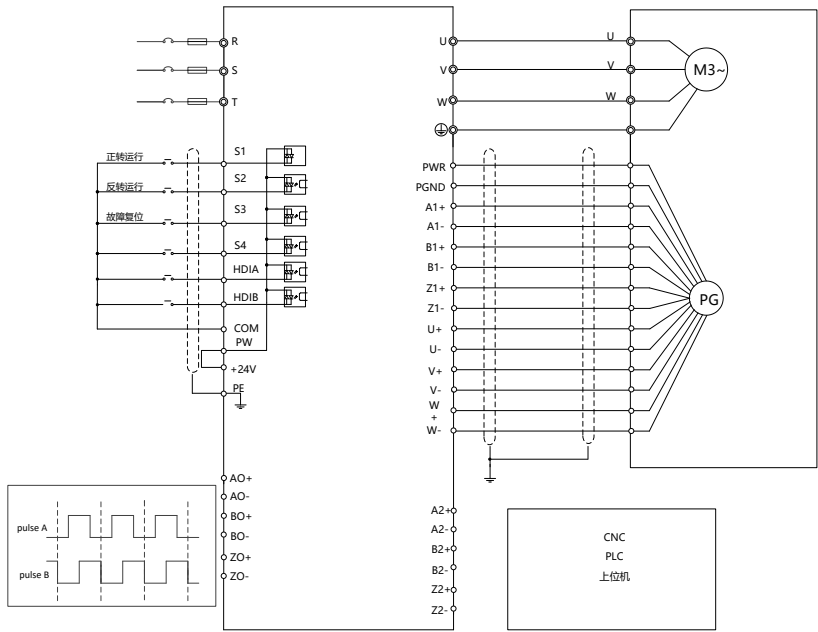 R
S
T
正转运行
S1
反转运行
S2
故障复位
S3
S4
HDIA
HDIB
COM
PW
+24V
PE
AO+
AO-
BO+
BO-
ZO+
ZO-
pulse A
pulse B
U
V
W
PWR
PGND
A1+
A1-
B1+
B1-
Z1+
Z1-
U+
U-
V+
V-
W
+
W-
A2+
A2-
B2+
B2-
Z2+
Z2-
U
V
W
M3~
PG
CNC
PLC
上位机